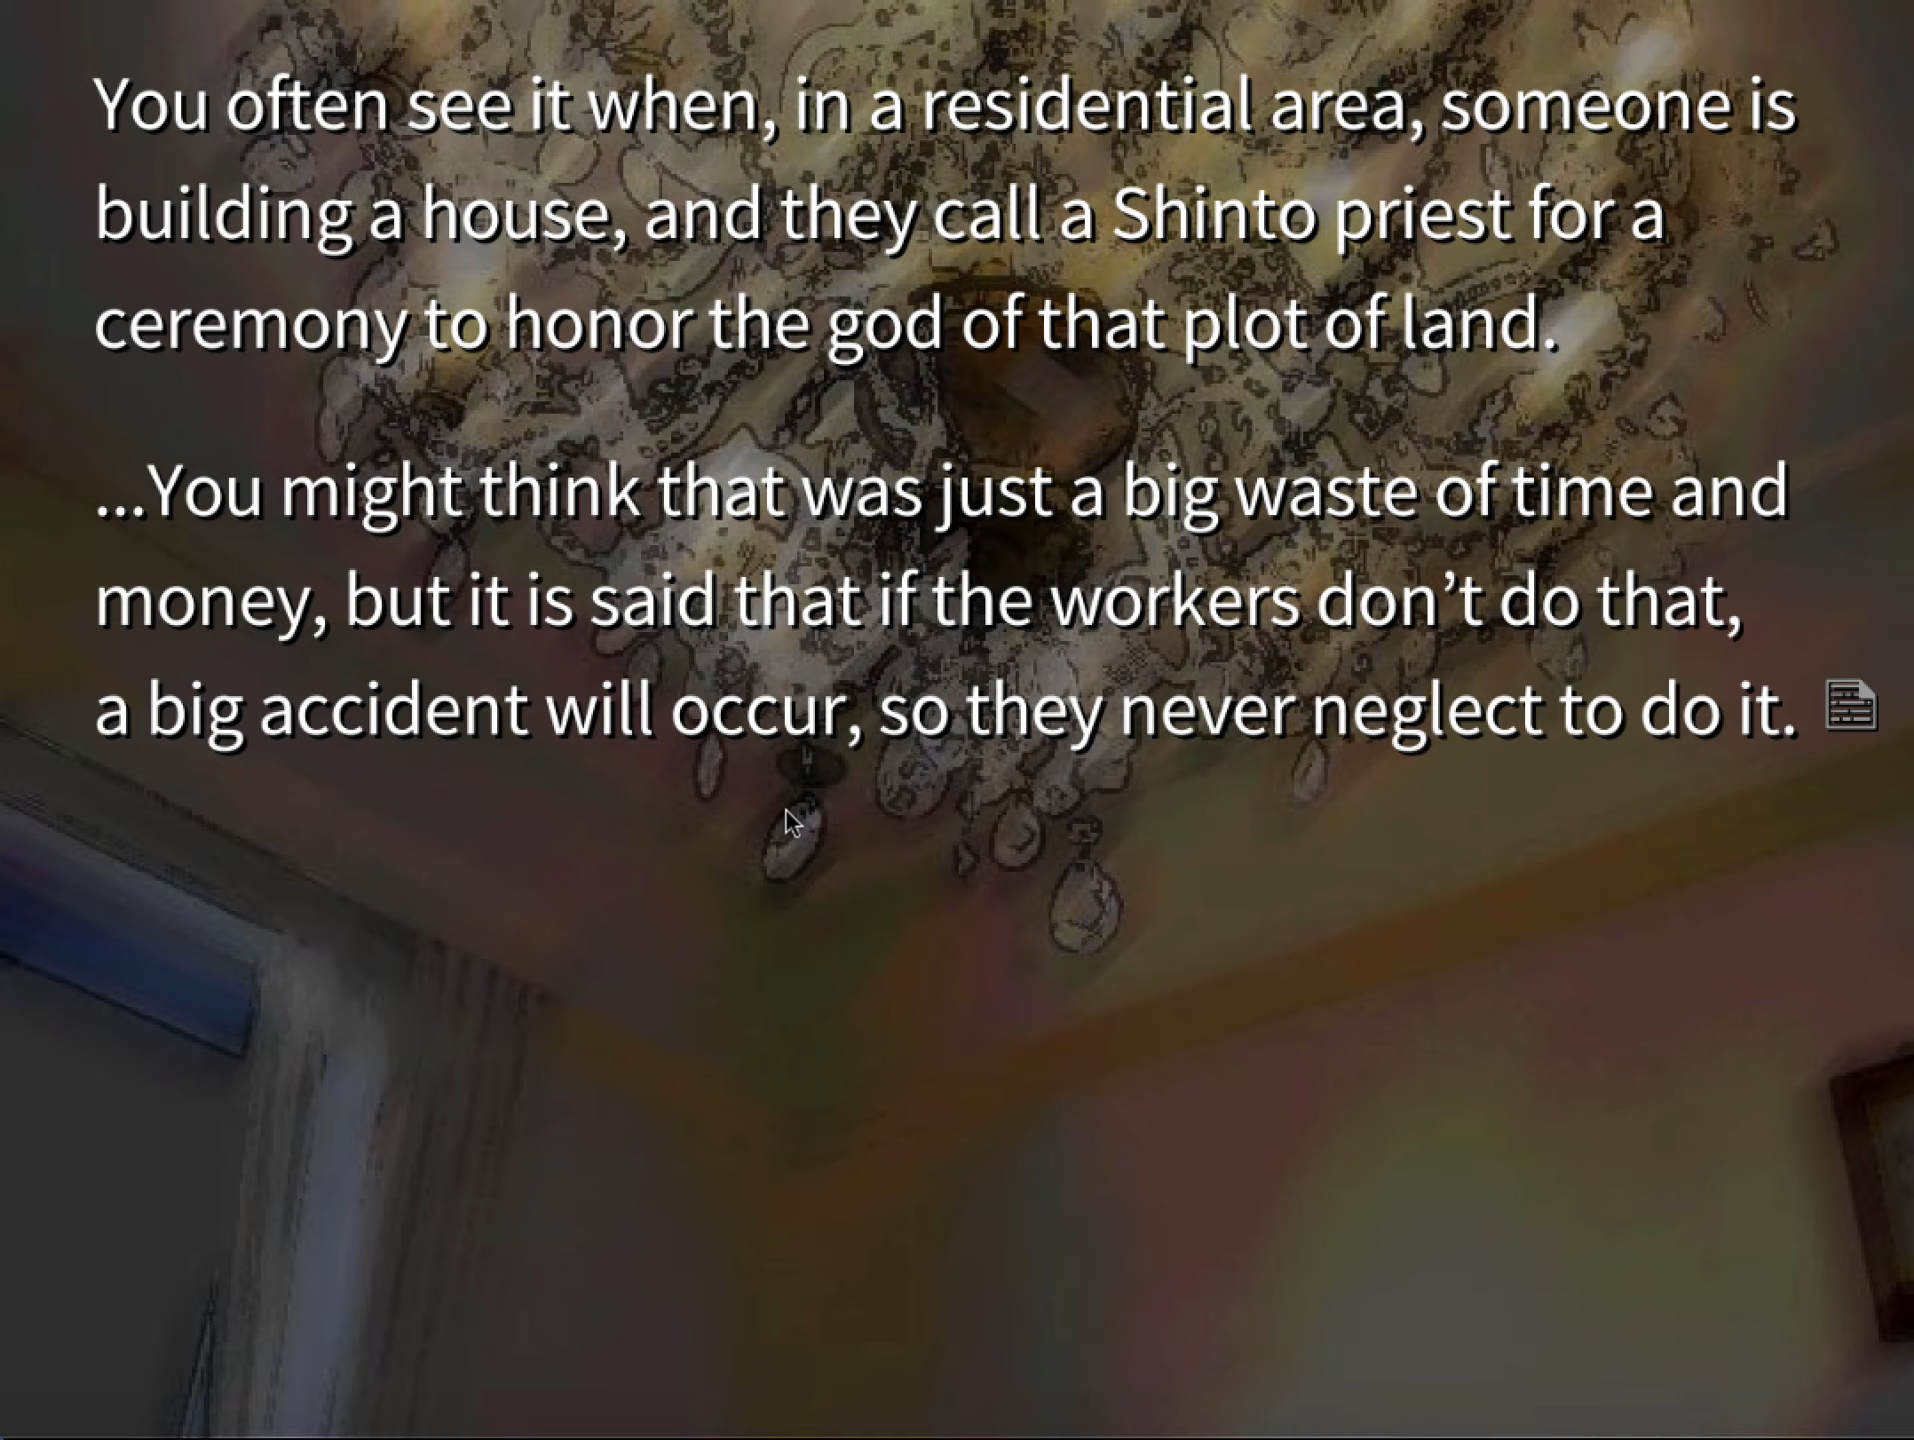 You often see it when, in a residential area, someone is
building a house, and they call a Shinto priest for a
ceremony to honor the god of that plot of land.
...You might think that was just a big waste of time and
money, but it is said that if the workers don’t do that,
a big accident will occur, so they never neglect to do it.